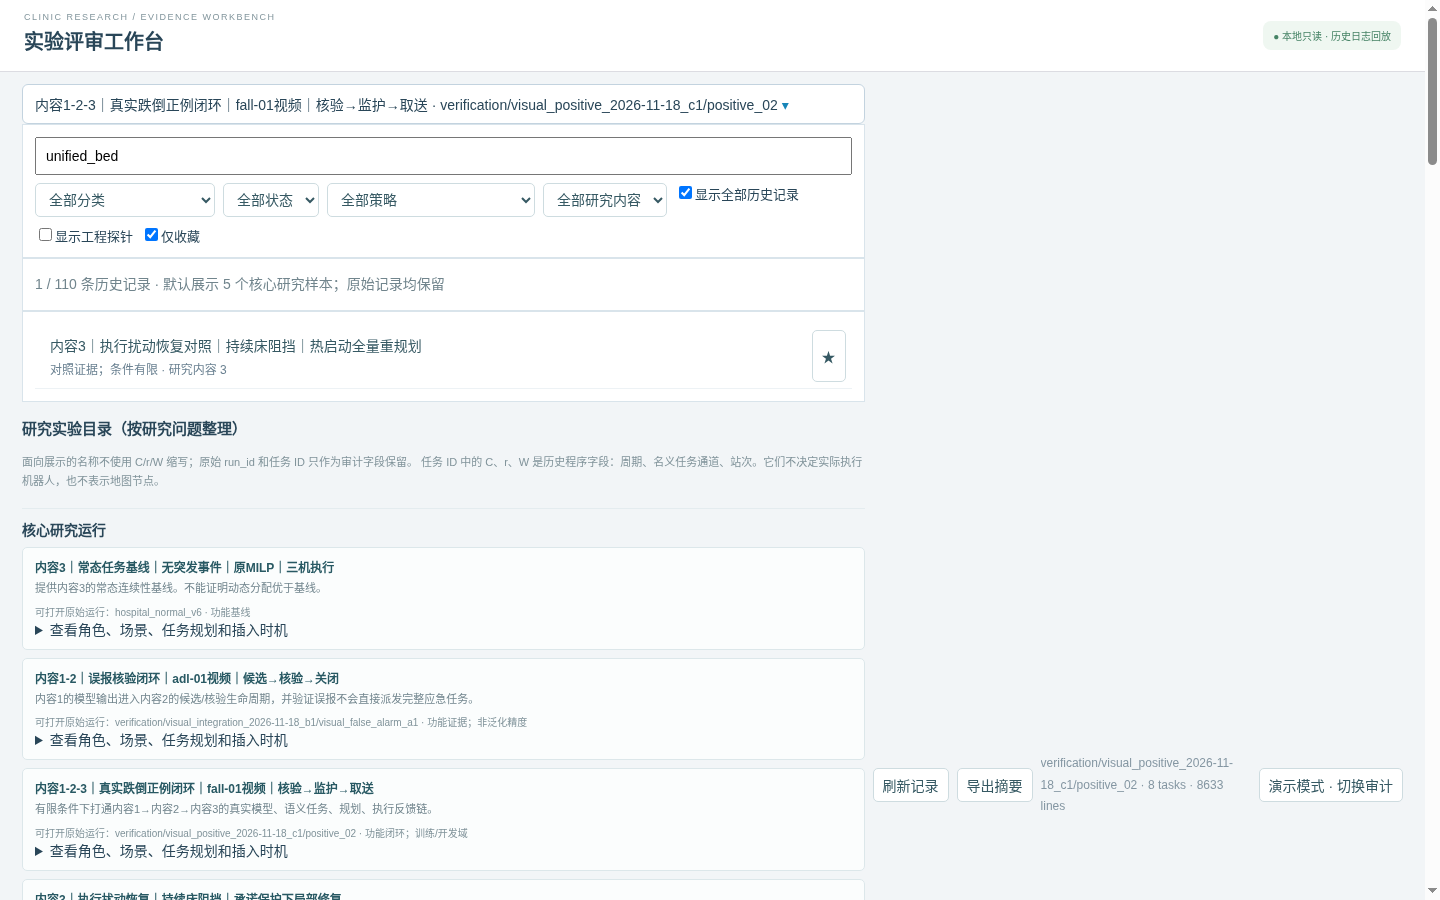 CLINIC RESEARCH / EVIDENCE WORKBENCH
实验评审工作台
● 本地只读 · 历史日志回放
内容1-2-3｜真实跌倒正例闭环｜fall-01视频｜核验→监护→取送 · verification/visual_positive_2026-11-18_c1/positive_02 ▾
unified_bed
全部分类
全部状态
全部策略
全部研究内容
显示全部历史记录
显示工程探针
仅收藏
1 / 110 条历史记录 · 默认展示 5 个核心研究样本；原始记录均保留
内容3｜执行扰动恢复对照｜持续床阻挡｜热启动全量重规划
对照证据；条件有限 · 研究内容 3
★
研究实验目录（按研究问题整理）
面向展示的名称不使用 C/r/W 缩写；原始 run_id 和任务 ID 只作为审计字段保留。 任务 ID 中的 C、r、W 是历史程序字段：周期、名义任务通道、站次。它们不决定实际执行
机器人，也不表示地图节点。
核心研究运行
内容3｜常态任务基线｜无突发事件｜原MILP｜三机执行
提供内容3的常态连续性基线。不能证明动态分配优于基线。
可打开原始运行：hospital_normal_v6 · 功能基线
▶ 查看角色、场景、任务规划和插入时机
内容1-2｜误报核验闭环｜adl-01视频｜候选→核验→关闭
内容1的模型输出进入内容2的候选/核验生命周期，并验证误报不会直接派发完整应急任务。
可打开原始运行：verification/visual_integration_2026-11-18_b1/visual_false_alarm_a1 · 功能证据；非泛化精度
▶ 查看角色、场景、任务规划和插入时机
内容1-2-3｜真实跌倒正例闭环｜fall-01视频｜核验→监护→取送
有限条件下打通内容1→内容2→内容3的真实模型、语义任务、规划、执行反馈链。
可打开原始运行：verification/visual_positive_2026-11-18_c1/positive_02 · 功能闭环；训练/开发域
▶ 查看角色、场景、任务规划和插入时机
刷新记录
导出摘要
verification/visual_positive_2026-11-
18_c1/positive_02 · 8 tasks · 8633
lines
演示模式 · 切换审计
内容3｜执行扰动恢复｜持续床阻挡｜承诺保护下局部修复